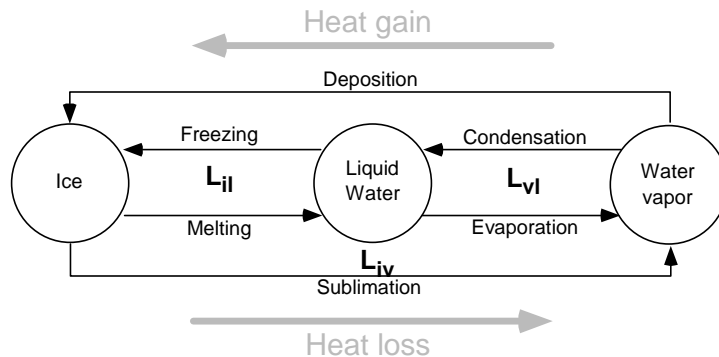 Heat gain
Deposition
Freezing
Condensation
Ice
L_il
Liquid
Water
L_vl
Water
vapor
Melting
Evaporation
L_iv
Sublimation
Heat loss